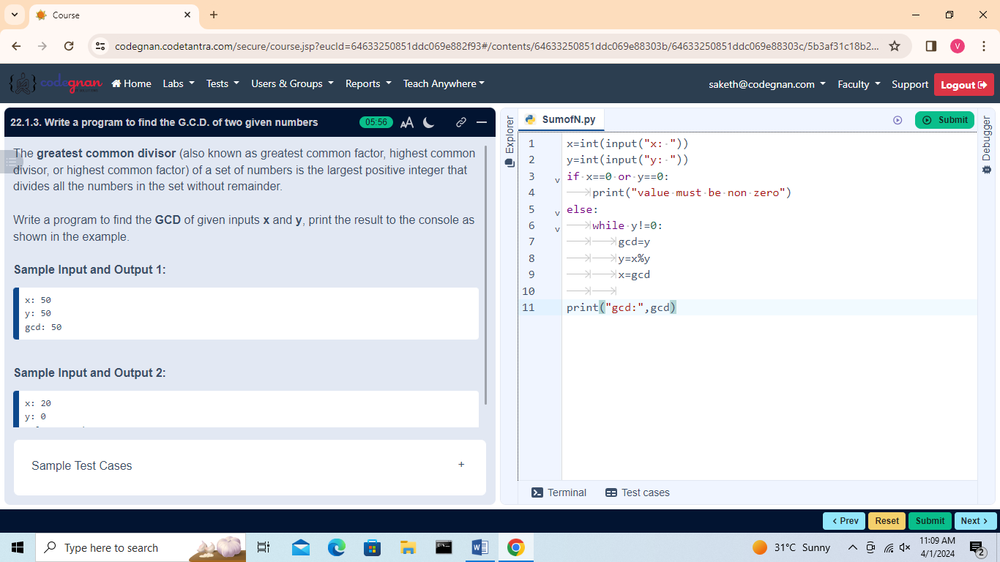 Course
codegnan.codetantra.com/secure/course.jsp?eucId=64633250851ddc069e882f93#/contents/64633250851ddc069e88303b/64633250851ddc069e88303c/5b3af31c18b2...
V
codegnan
Home Labs Tests Users & Groups Reports Teach Anywhere
saketh@codegnan.com Faculty Support Logout
22.1.3. Write a program to find the G.C.D. of two given numbers 05:56 AA
The greatest common divisor (also known as greatest common factor, highest common
divisor, or highest common factor) of a set of numbers is the largest positive integer that
divides all the numbers in the set without remainder.
Write a program to find the GCD of given inputs x and y, print the result to the console as
shown in the example.
Sample Input and Output 1:
x: 50
y: 50
gcd: 50
Sample Input and Output 2:
x: 20
y: 0
Sample Test Cases +
Explorer
SumofN.py
Submit
Debugger
1 x=int(input("x: "))
2 y=int(input("y: "))
3 if x==0 or y==0:
4 print("value must be non zero")
5 else:
6 while y!=0:
7 gcd=y
8 y=x%y
9 x=gcd
10
11 print("gcd:",gcd)
Terminal Test cases
< Prev Reset Submit Next >
Type here to search
31°C Sunny
11:09 AM
4/1/2024
2